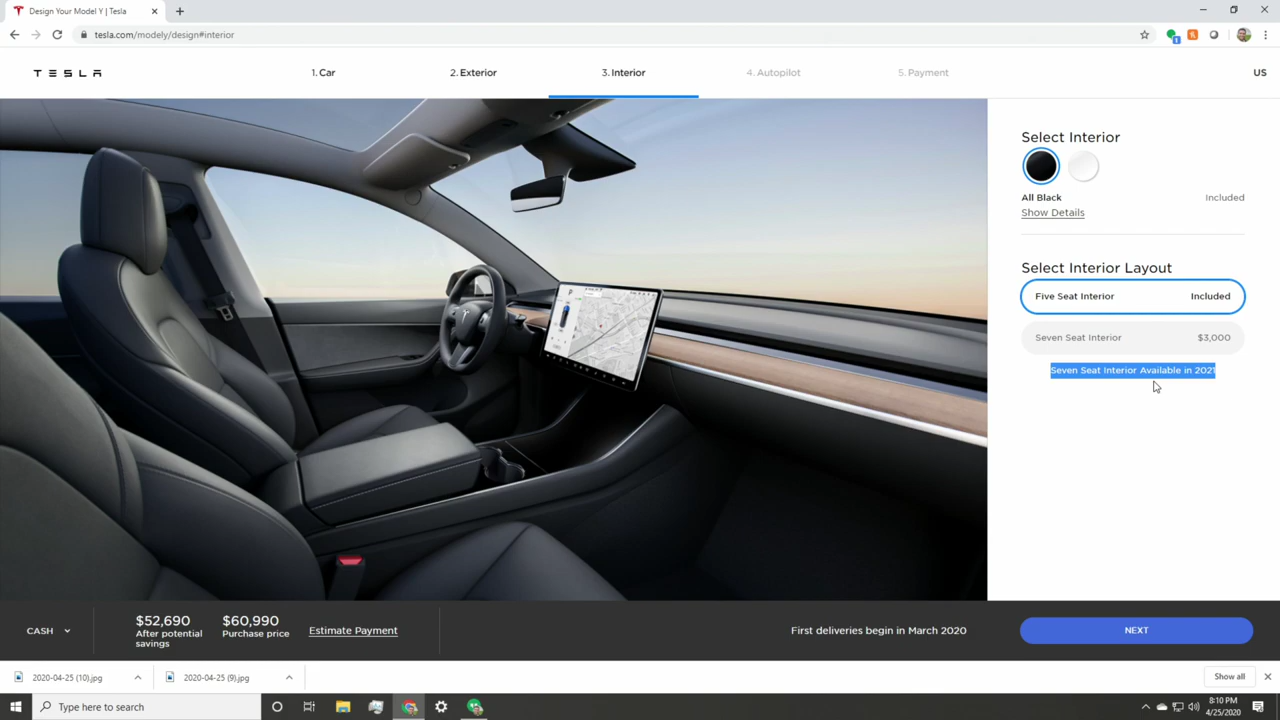 Design Your Model Y | Tesla
tesla.com/modely/design#interior
TESLA
1. Car
2. Exterior
3. Interior
4. Autopilot
5. Payment
US
Select Interior
All Black
Included
Show Details
Select Interior Layout
Five Seat Interior
Included
Seven Seat Interior
$3,000
Seven Seat Interior Available in 2021
CASH
$52,690
After potential
savings
$60,990
Purchase price
Estimate Payment
First deliveries begin in March 2020
NEXT
2020-04-25 (10).jpg
2020-04-25 (9).jpg
Show all
Type here to search
8:10 PM
4/25/2020